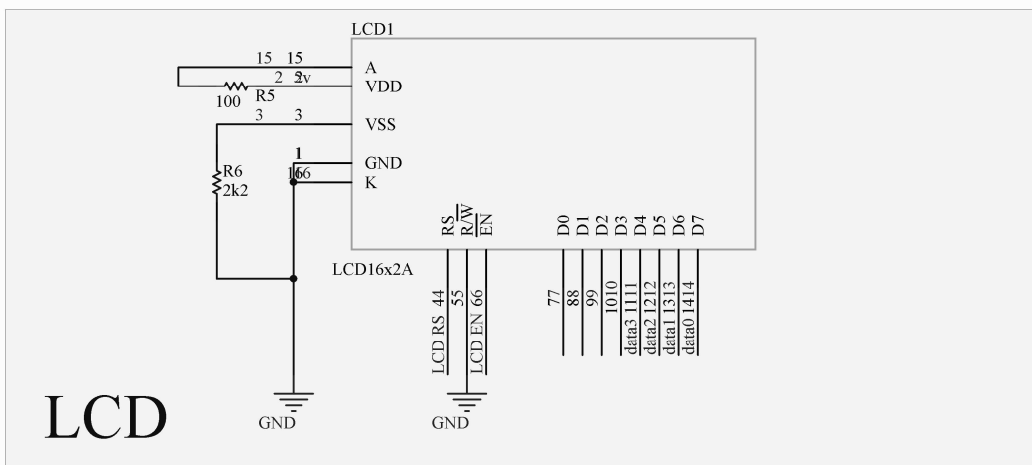 LCD1
15 15
A
2 2 5v
VDD
100
R5
3 3
VSS
1
GND
16 16
K
R6
2k2
RS
R/W
EN
D0
D1
D2
D3
D4
D5
D6
D7
LCD16x2A
LCD RS 44
55
LCD EN 66
77
88
99
1010
data3 1111
data2 1212
data1 1313
data0 1414
GND
GND
LCD